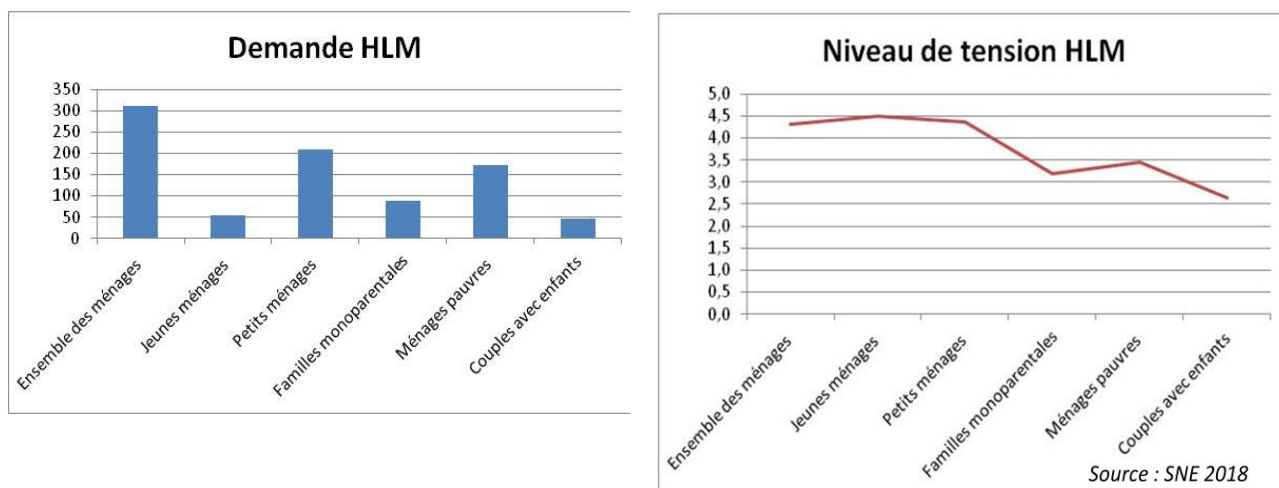 Demande HLM
350
300
250
200
150
100
50
0
Ensemble des ménages
Jeunes ménages
Petits ménages
Familles monoparentales
Ménages pauvres
Couples avec enfants
Niveau de tension HLM
5,0
4,5
4,0
3,5
3,0
2,5
2,0
1,5
1,0
0,5
0,0
Ensemble des ménages
Jeunes ménages
Petits ménages
Familles monoparentales
Ménages pauvres
Couples avec enfants
Source : SNE 2018